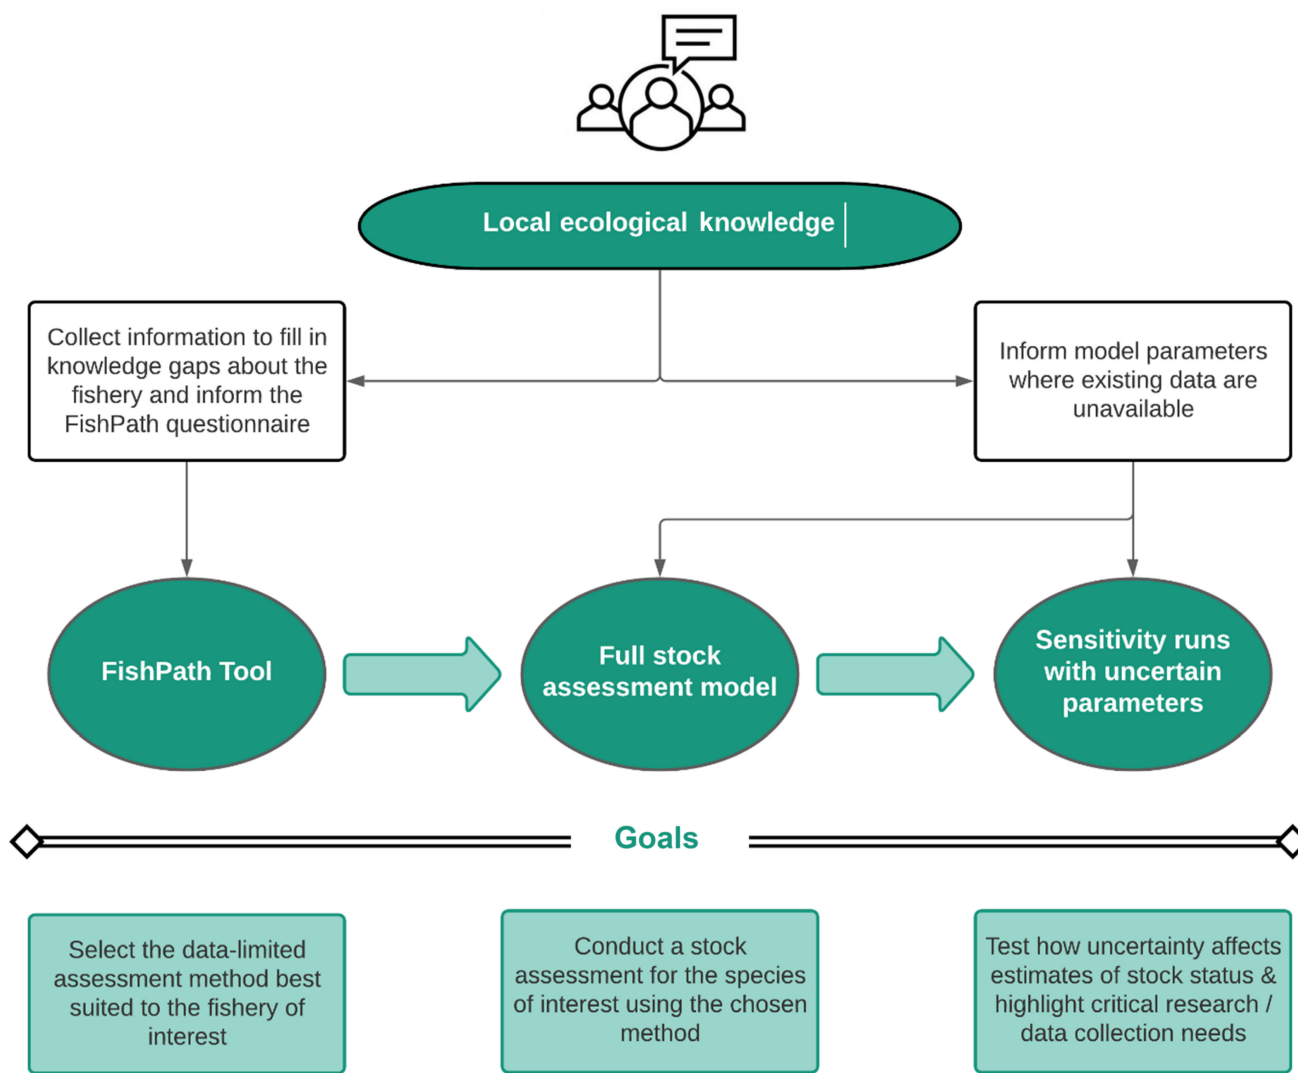 Local ecological knowledge
Collect information to fill in
knowledge gaps about the
fishery and inform the
FishPath questionnaire
Inform model parameters
where existing data are
unavailable
FishPath Tool
Full stock
assessment model
Sensitivity runs
with uncertain
parameters
Goals
Select the data-limited
assessment method best
suited to the fishery of
interest
Conduct a stock
assessment for the species
of interest using the chosen
method
Test how uncertainty affects
estimates of stock status &
highlight critical research /
data collection needs